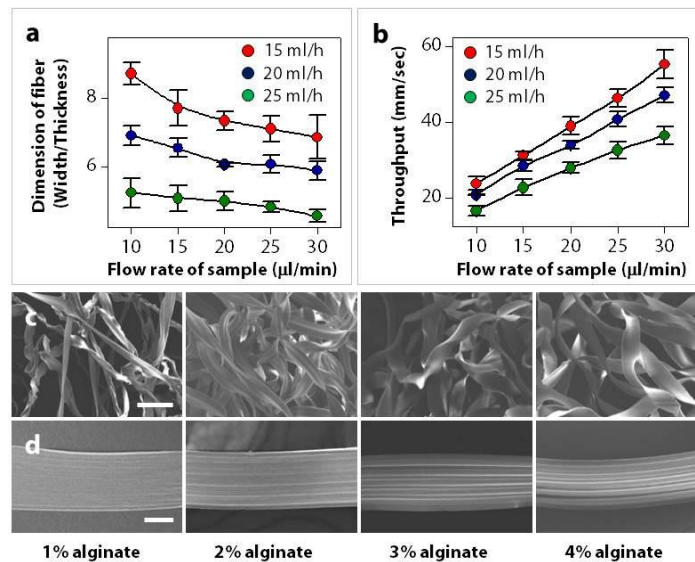 a
15 ml/h
20 ml/h
25 ml/h
8
6
Dimension of fiber
(Width/Thickness)
10 15 20 25 30
Flow rate of sample (μl/min)
b
15 ml/h
20 ml/h
25 ml/h
60
40
20
Throughput (mm/sec)
10 15 20 25 30
Flow rate of sample (μl/min)
c
d
1% alginate 2% alginate 3% alginate 4% alginate